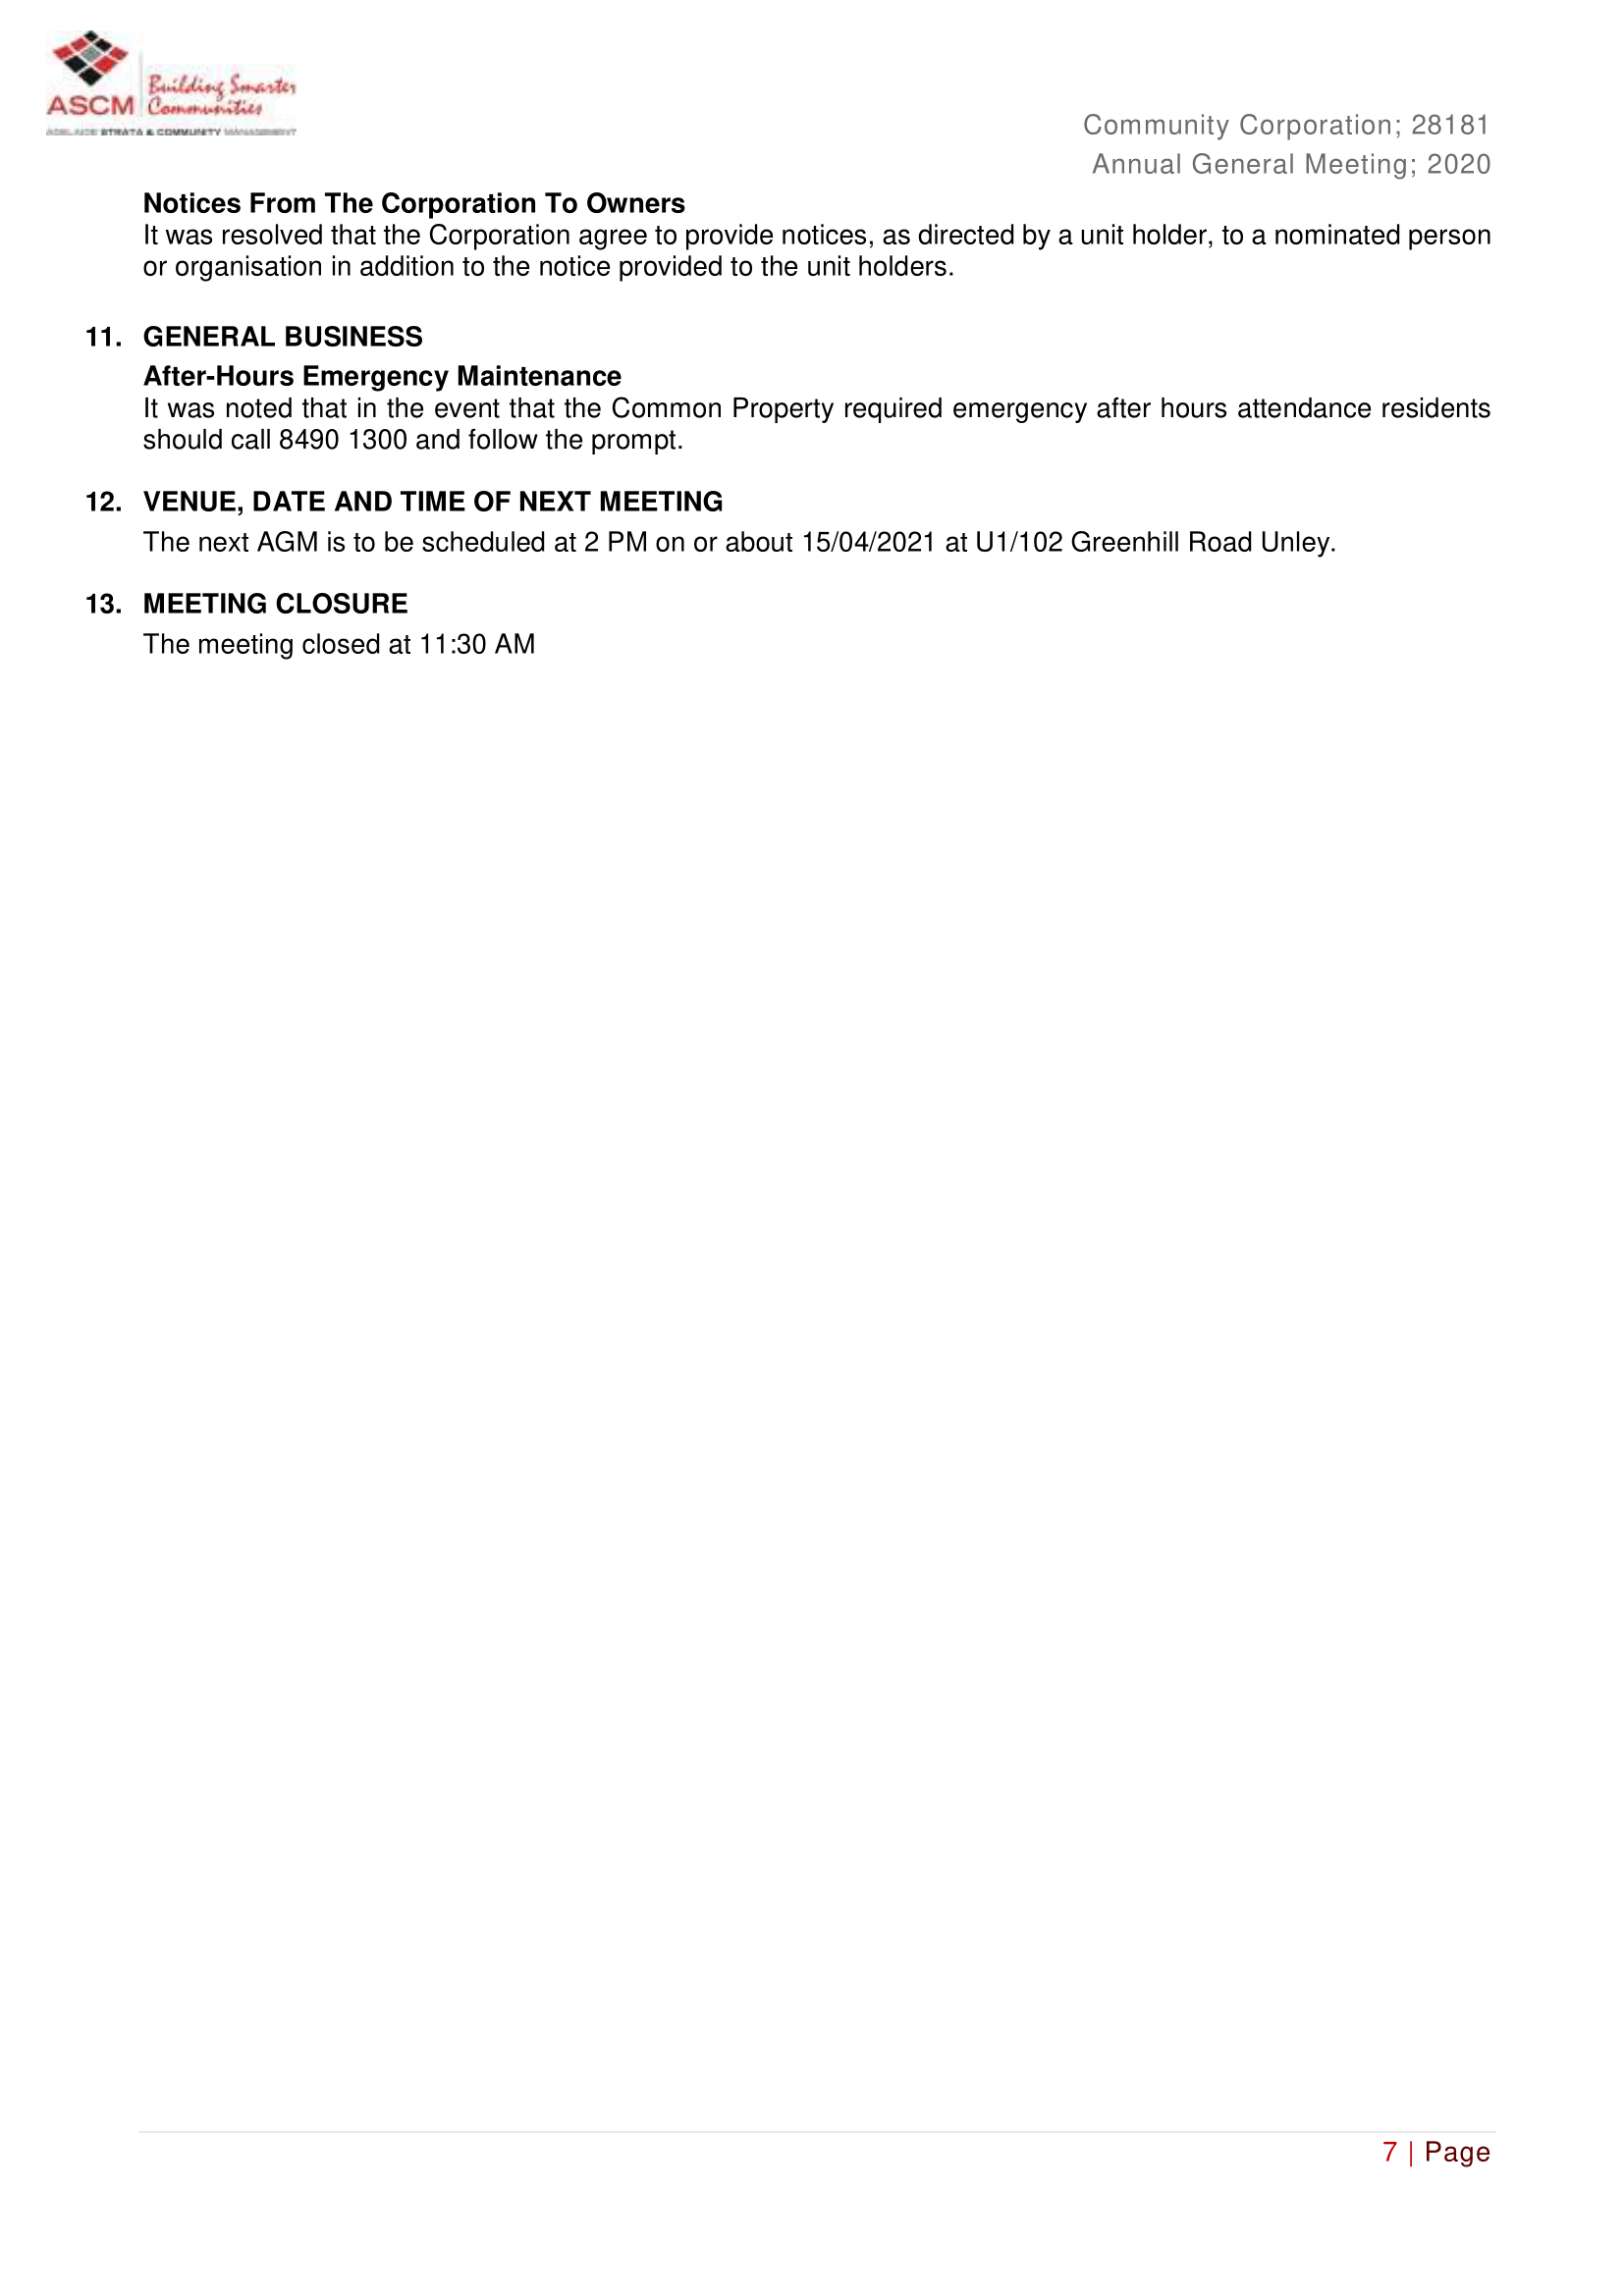 Building Smarter
ASCM Communities
ADELAIDE STRATA & COMMUNITY MANAGEMENT
Community Corporation; 28181
Annual General Meeting; 2020
Notices From The Corporation To Owners
It was resolved that the Corporation agree to provide notices, as directed by a unit holder, to a nominated person
or organisation in addition to the notice provided to the unit holders.
11. GENERAL BUSINESS
After-Hours Emergency Maintenance
It was noted that in the event that the Common Property required emergency after hours attendance residents
should call 8490 1300 and follow the prompt.
12. VENUE, DATE AND TIME OF NEXT MEETING
The next AGM is to be scheduled at 2 PM on or about 15/04/2021 at U1/102 Greenhill Road Unley.
13. MEETING CLOSURE
The meeting closed at 11:30 AM
7 | Page